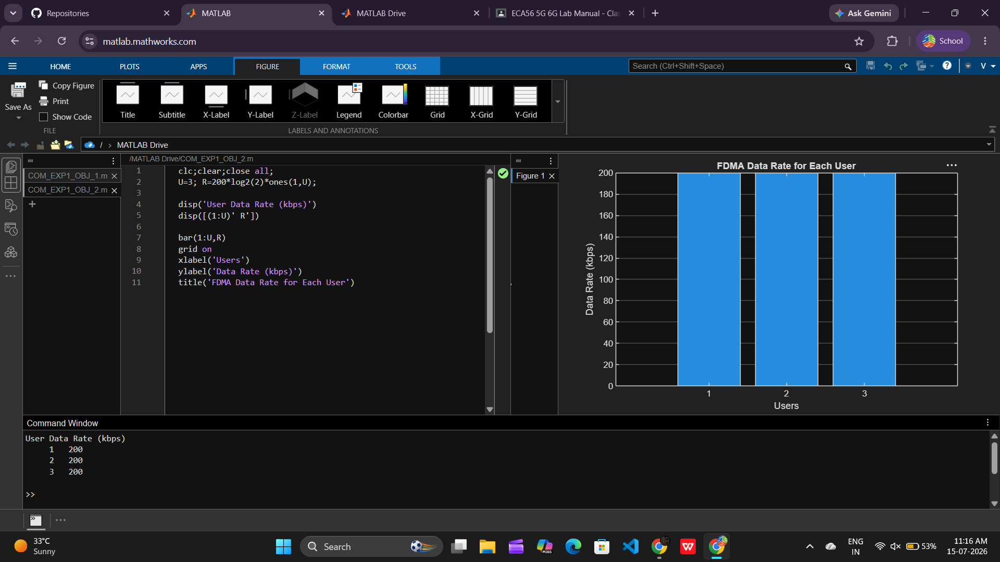 Repositories
MATLAB
MATLAB Drive
ECA56 5G 6G Lab Manual - Clas
Ask Gemini
matlab.mathworks.com
School
HOME
PLOTS
APPS
FIGURE
FORMAT
TOOLS
Search (Ctrl+Shift+Space)
V
Save As
Copy Figure
Print
Show Code
FILE
Title
Subtitle
X-Label
Y-Label
Z-Label
Legend
Colorbar
Grid
X-Grid
Y-Grid
LABELS AND ANNOTATIONS
/ › MATLAB Drive
COM_EXP1_OBJ_1.m
COM_EXP1_OBJ_2.m
/MATLAB Drive/COM_EXP1_OBJ_2.m
1 clc;clear;close all;
2 U=3; R=200*log2(2)*ones(1,U);
3
4 disp('User Data Rate (kbps)')
5 disp([(1:U)' R'])
6
7 bar(1:U,R)
8 grid on
9 xlabel('Users')
10 ylabel('Data Rate (kbps)')
11 title('FDMA Data Rate for Each User')
Figure 1
FDMA Data Rate for Each User
Data Rate (kbps)
200
180
160
140
120
100
80
60
40
20
0
1 2 3
Users
Command Window
User Data Rate (kbps)
1 200
2 200
3 200
>>
33°C
Sunny
Search
M365
ENG
IN
53%
11:16 AM
15-07-2026